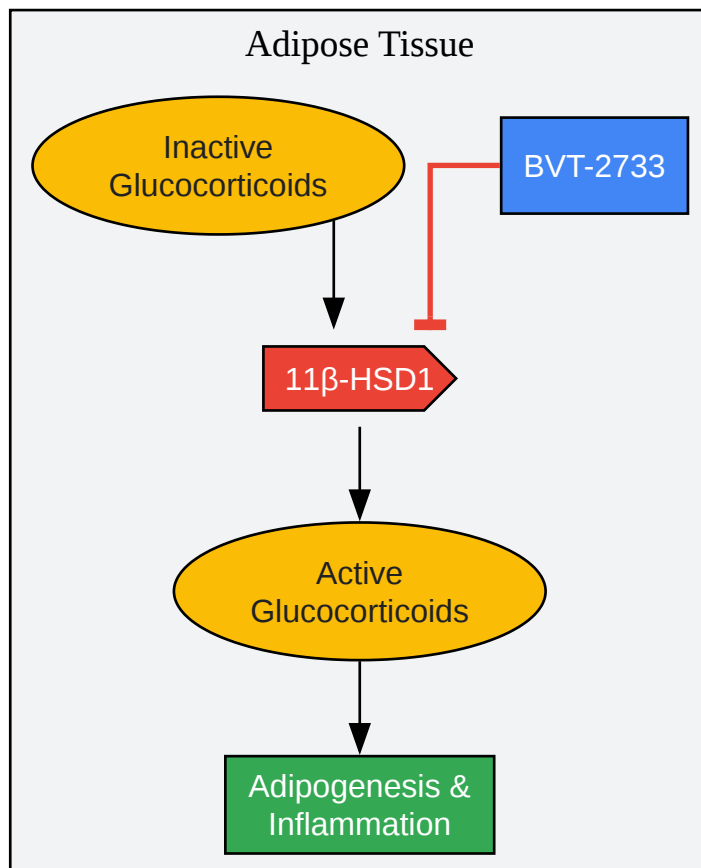 Adipose Tissue
Inactive
Glucocorticoids
BVT-2733
11β-HSD1
Active
Glucocorticoids
Adipogenesis &
Inflammation